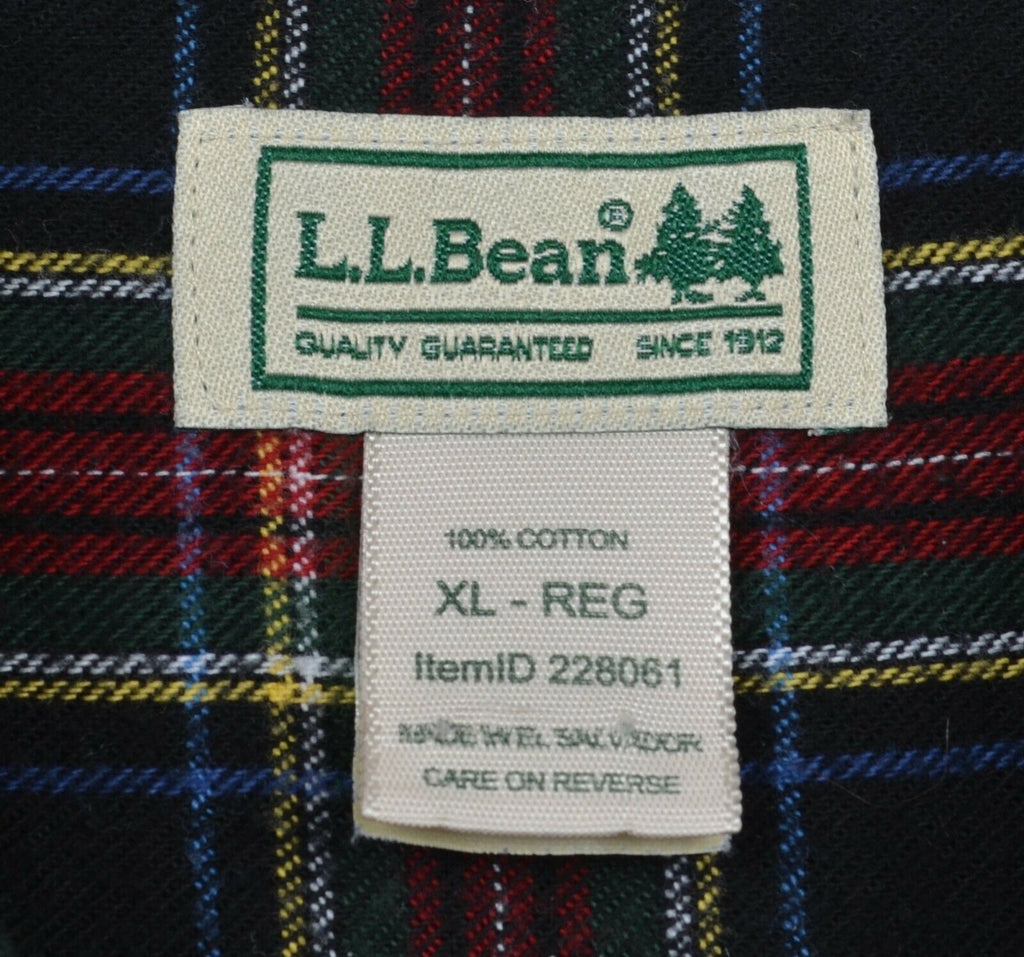 L.L.Bean®
QUALITY GUARANTEED SINCE 1912
100% COTTON
XL - REG
ItemID 228061
MADE IN EL SALVADOR
CARE ON REVERSE